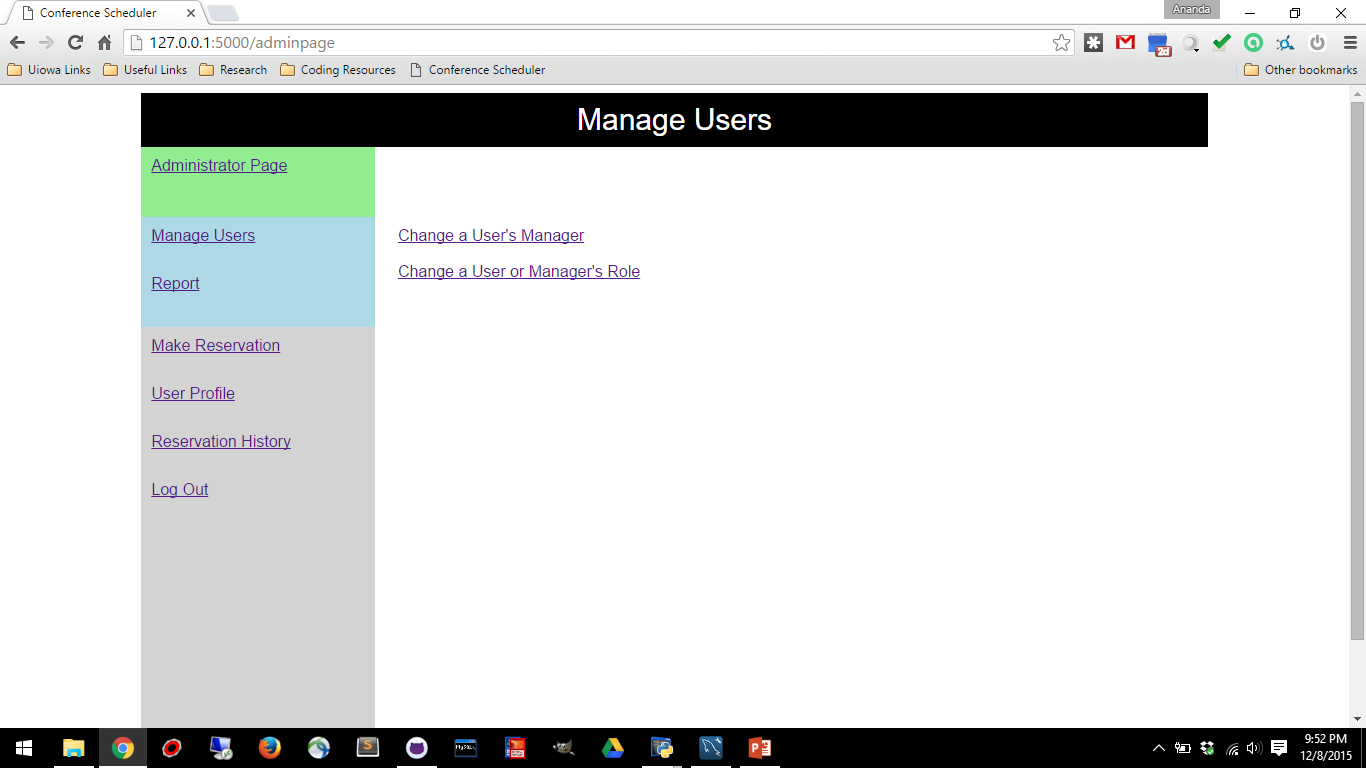 Conference Scheduler
Ananda
127.0.0.1:5000/adminpage
Uiowa Links
Useful Links
Research
Coding Resources
Conference Scheduler
Other bookmarks
Manage Users
Administrator Page
Manage Users
Change a User's Manager
Change a User or Manager's Role
Report
Make Reservation
User Profile
Reservation History
Log Out
9:52 PM
12/8/2015